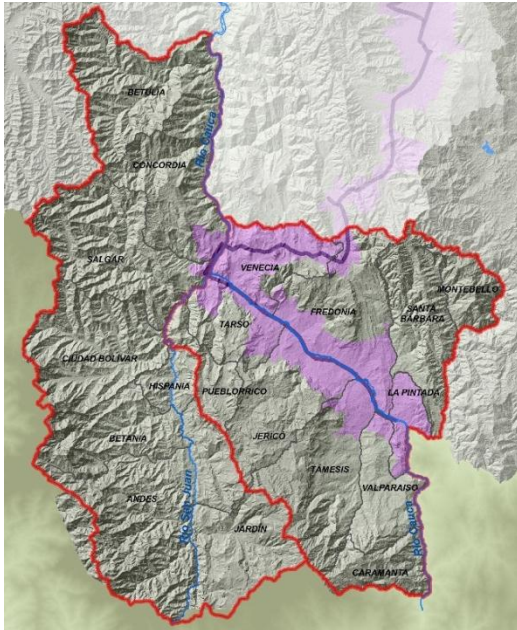 BETULIA
Río Cauca
CONCORDIA
SALGAR
VENECIA
MONTEBELLO
FREDONIA
SANTA
BÁRBARA
TARSO
CIUDAD BOLÍVAR
HISPANIA
PUEBLORRICO
LA PINTADA
BETANIA
JERICÓ
TÁMESIS
VALPARAISO
ANDES
Río San Juan
JARDÍN
Río Cauca
CARAMANTA